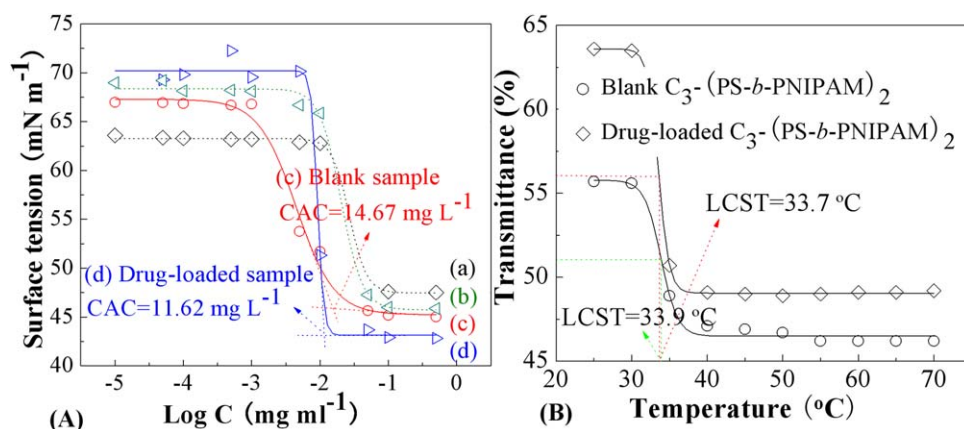 75
70
65
60
55
50
45
40
Surface tension (mN m-1)
-5 -4 -3 -2 -1 0
Log C (mg ml-1)
(A)
(c) Blank sample
CAC=14.67 mg L-1
(d) Drug-loaded sample
CAC=11.62 mg L-1
(a)
(b)
(c)
(d)
65
60
55
50
45
Transmittance (%)
20 30 40 50 60 70
Temperature (oC)
(B)
Blank C3-(PS-b-PNIPAM)2
Drug-loaded C3-(PS-b-PNIPAM)2
LCST=33.7 oC
LCST=33.9 oC